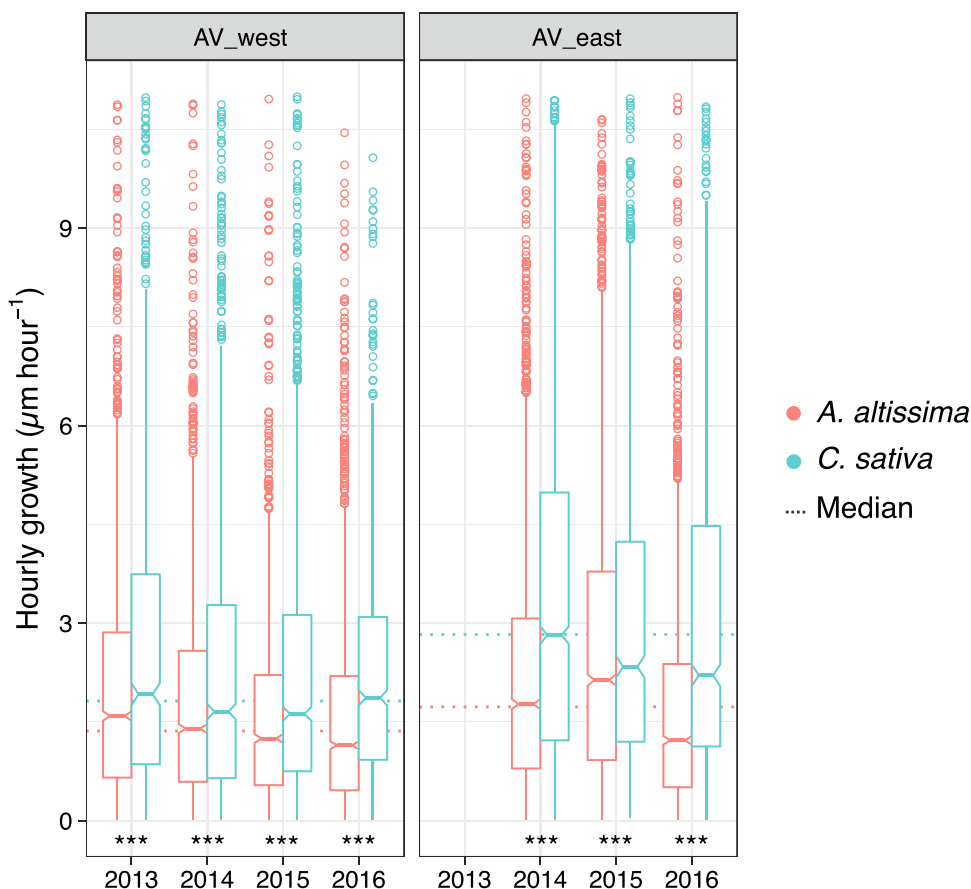 AV_west
AV_east
Hourly growth (µm hour⁻¹)
9
6
3
0
*** *** *** ***
*** *** ***
2013 2014 2015 2016
2013 2014 2015 2016
A. altissima
C. sativa
Median